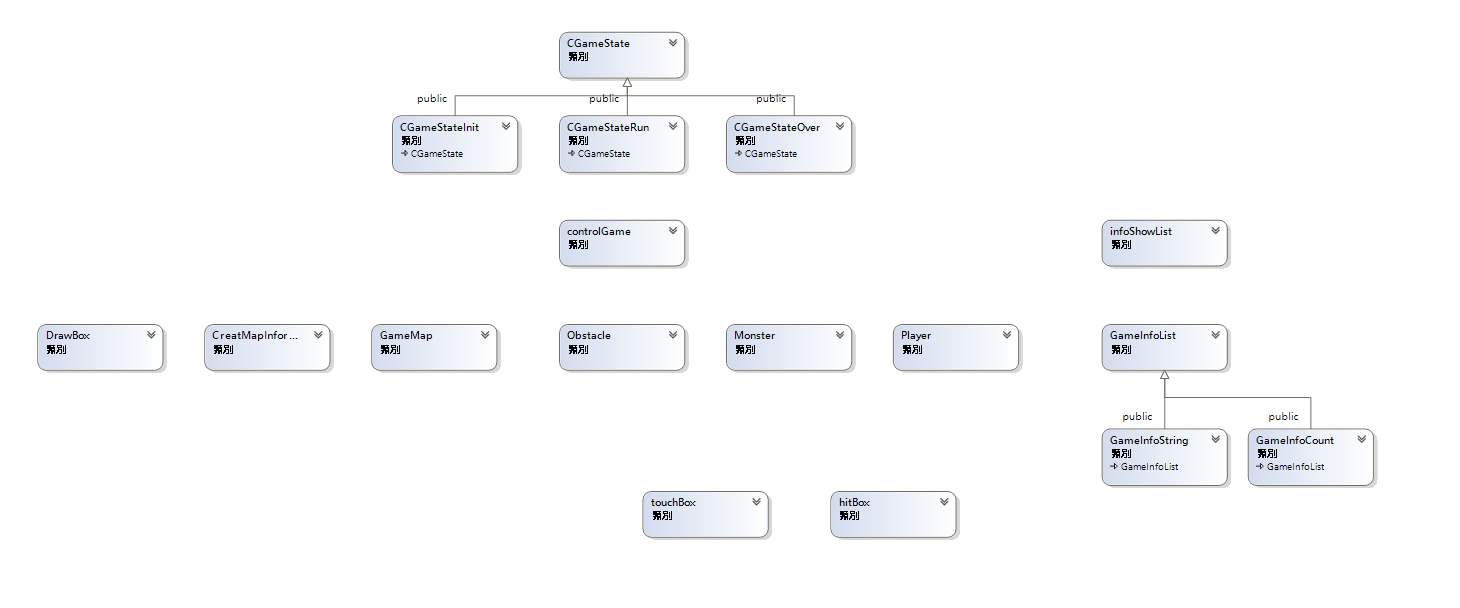 CGameState
類別
public
public
public
CGameStateInit
類別
CGameState
CGameStateRun
類別
CGameState
CGameStateOver
類別
CGameState
controlGame
類別
infoShowList
類別
DrawBox
類別
CreatMapInfor...
類別
GameMap
類別
Obstacle
類別
Monster
類別
Player
類別
GameInfoList
類別
public
public
GameInfoString
類別
GameInfoList
GameInfoCount
類別
GameInfoList
touchBox
類別
hitBox
類別